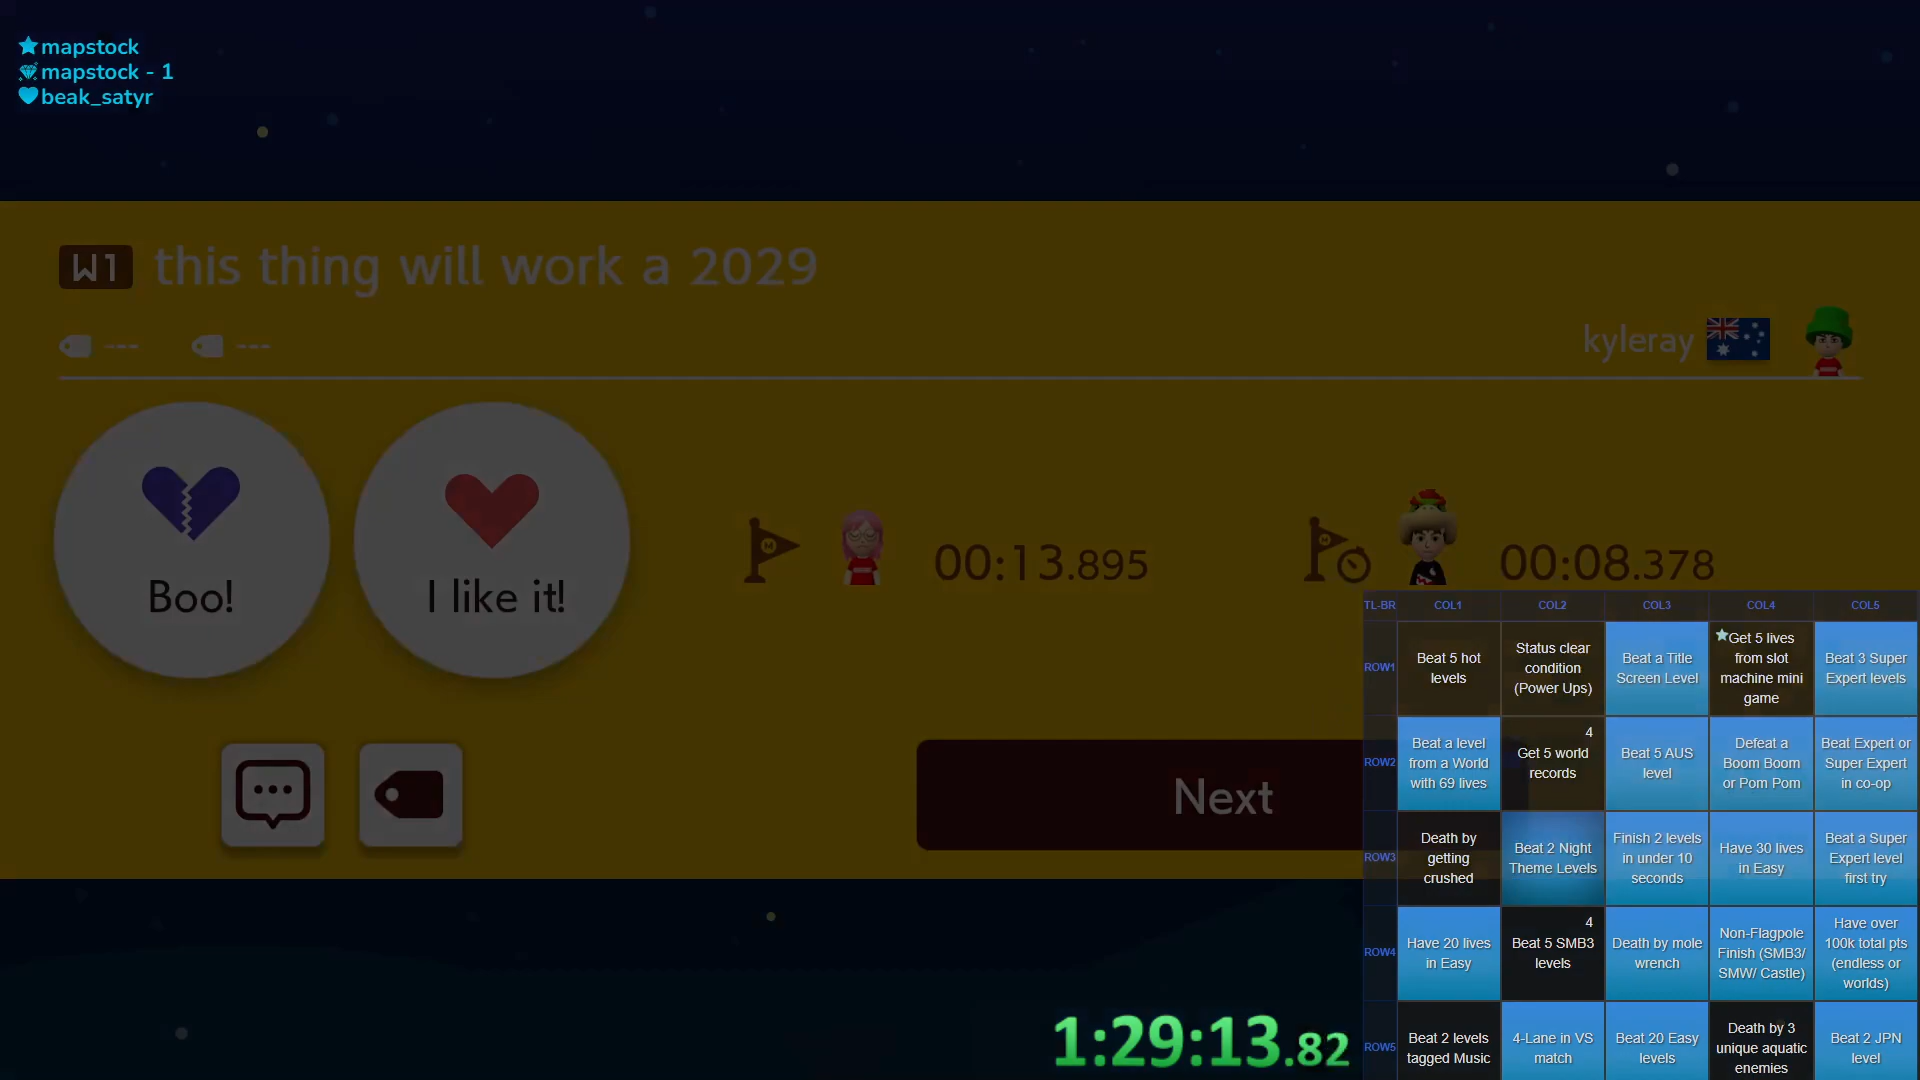 mapstock
mapstock - 1
beak_satyr
W1 this thing will work a 2029
--- ---
kyleray
Boo!
I like it!
M
00:13.895
M
00:08.378
Next
TL-BR COL1 COL2 COL3 COL4 COL5
ROW1
Beat 5 hot
levels
Status clear
condition
(Power Ups)
Beat a Title
Screen Level
Get 5 lives
from slot
machine mini
game
Beat 3 Super
Expert levels
ROW2
Beat a level
from a World
with 69 lives
4
Get 5 world
records
Beat 5 AUS
level
Defeat a
Boom Boom
or Pom Pom
Beat Expert or
Super Expert
in co-op
ROW3
Death by
getting
crushed
Beat 2 Night
Theme Levels
Finish 2 levels
in under 10
seconds
Have 30 lives
in Easy
Beat a Super
Expert level
first try
ROW4
Have 20 lives
in Easy
4
Beat 5 SMB3
levels
Death by mole
wrench
Non-Flagpole
Finish (SMB3/
SMW/ Castle)
Have over
100k total pts
(endless or
worlds)
ROW5
Beat 2 levels
tagged Music
4-Lane in VS
match
Beat 20 Easy
levels
Death by 3
unique aquatic
enemies
Beat 2 JPN
level
1:29:13.82